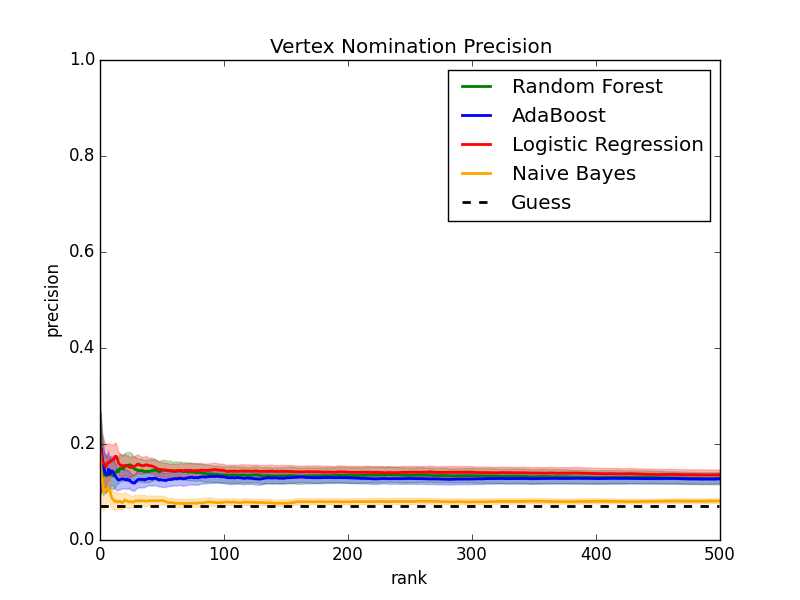 Vertex Nomination Precision
1.0
0.8
0.6
0.4
0.2
0.0
precision
Random Forest
AdaBoost
Logistic Regression
Naive Bayes
Guess
0 100 200 300 400 500
rank